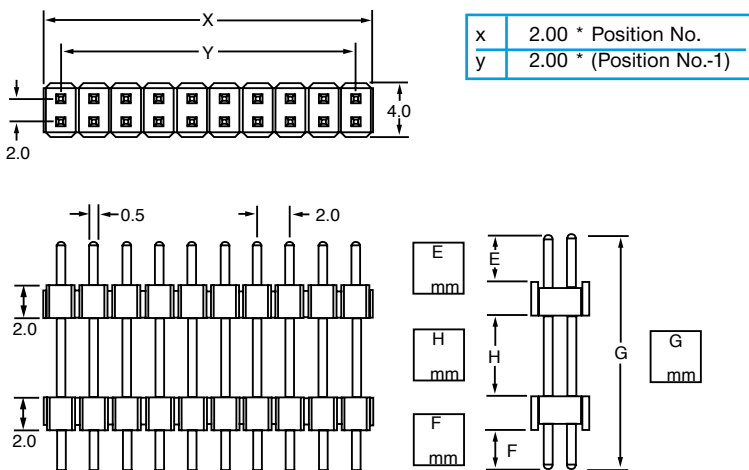 X
Y
x 2.00 * Position No.
y 2.00 * (Position No.-1)
4.0
2.0
0.5
2.0
E
mm
E
2.0
H
mm
H
G
G
mm
F
mm
F
2.0